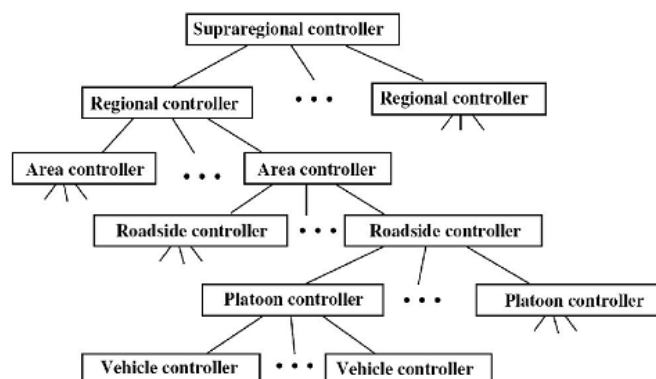 Supraregional controller
Regional controller
Regional controller
Area controller
Area controller
Roadside controller
Roadside controller
Platoon controller
Platoon controller
Vehicle controller
Vehicle controller